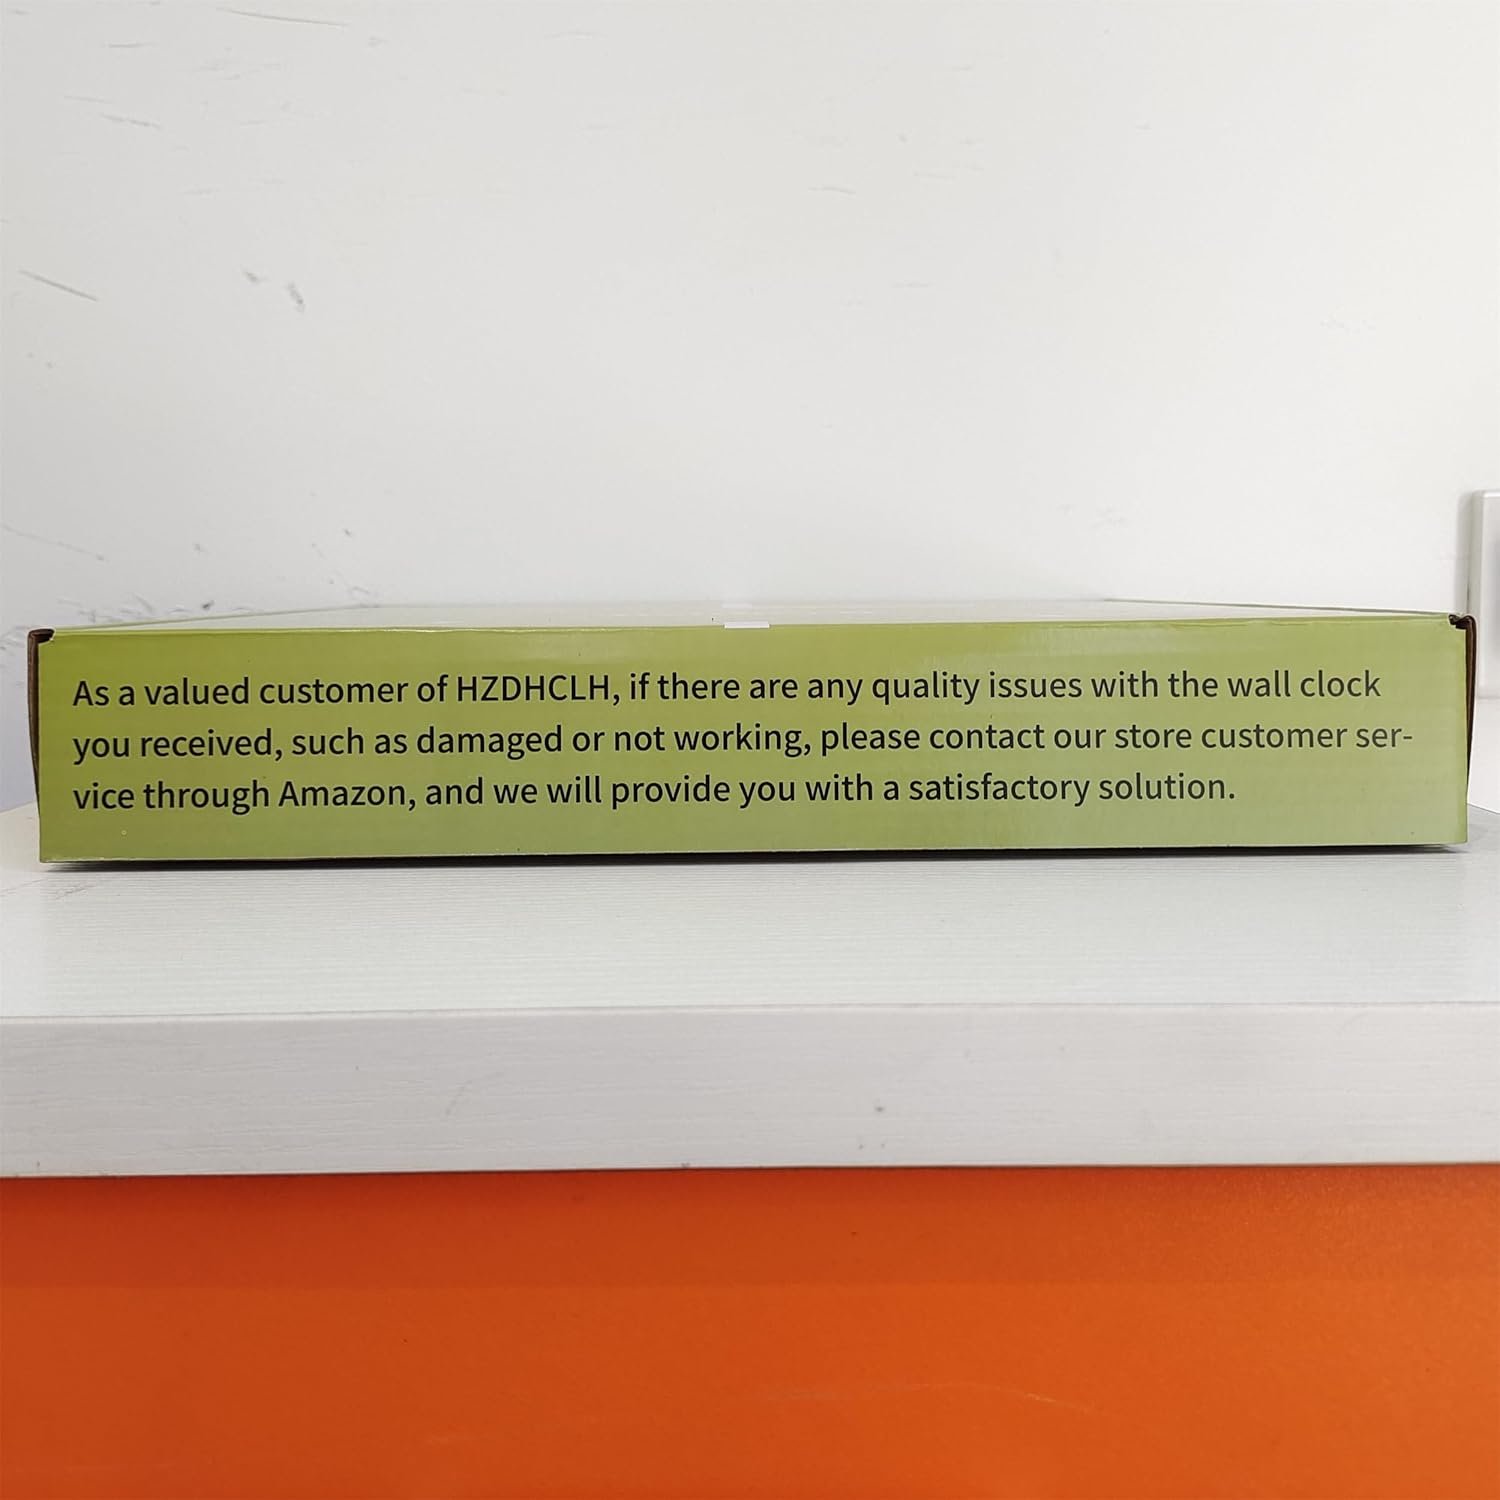 As a valued customer of HZDHCLH, if there are any quality issues with the wall clock
you received, such as damaged or not working, please contact our store customer ser-
vice through Amazon, and we will provide you with a satisfactory solution.